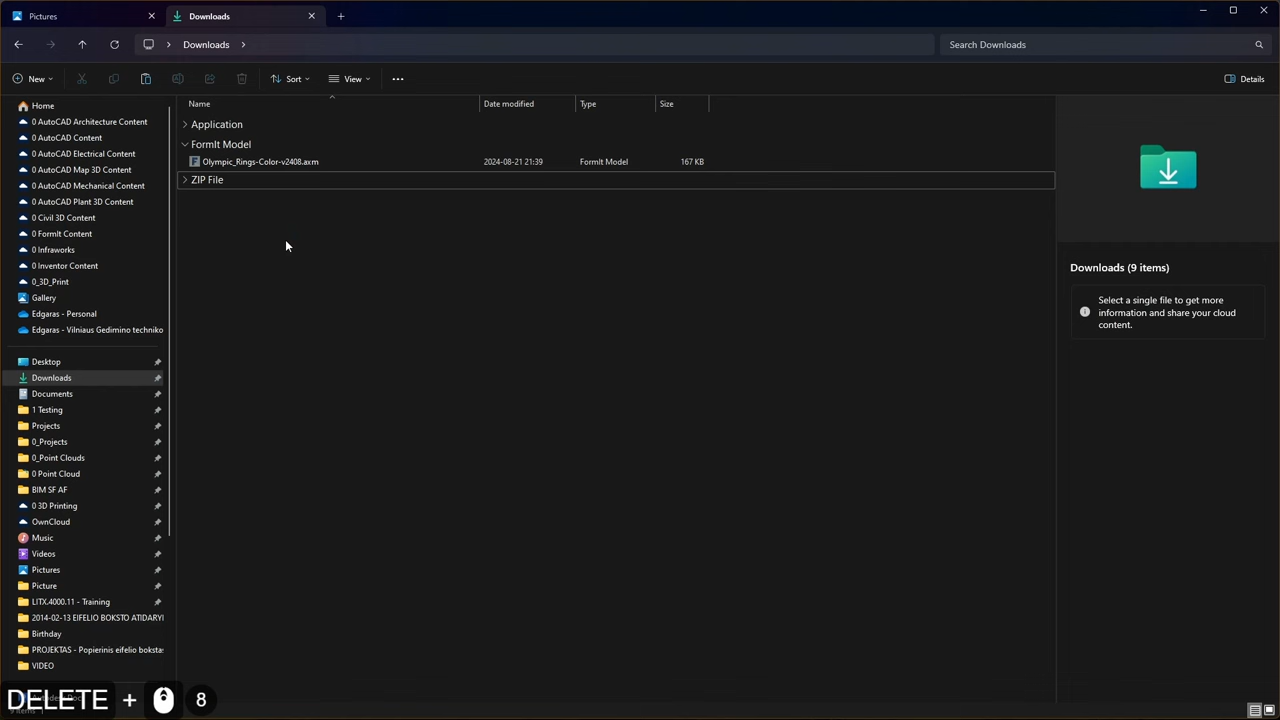 Pictures
Downloads
Downloads
Search Downloads
New
Sort
View
Details
Name
Date modified
Type
Size
Home
0 AutoCAD Architecture Content
0 AutoCAD Content
0 AutoCAD Electrical Content
0 AutoCAD Map 3D Content
0 AutoCAD Mechanical Content
0 AutoCAD Plant 3D Content
0 Civil 3D Content
0 FormIt Content
0 Infraworks
0 Inventor Content
0_3D_Print
Gallery
Edgaras - Personal
Edgaras - Vilniaus Gedimino techniko
Desktop
Downloads
Documents
1 Testing
Projects
0_Projects
0_Point Clouds
0 Point Cloud
BIM SF AF
0 3D Printing
OwnCloud
Music
Videos
Pictures
Picture
LITX.4000.11 - Training
2014-02-13 EIFELIO BOKSTO ATIDARYI
Birthday
PROJEKTAS - Popierinis eifelio bokstas
VIDEO
Application
FormIt Model
Olympic_Rings-Color-v2408.axm 2024-08-21 21:39 FormIt Model 167 KB
ZIP File
Downloads (9 items)
Select a single file to get more
information and share your cloud
content.
DELETE + 8